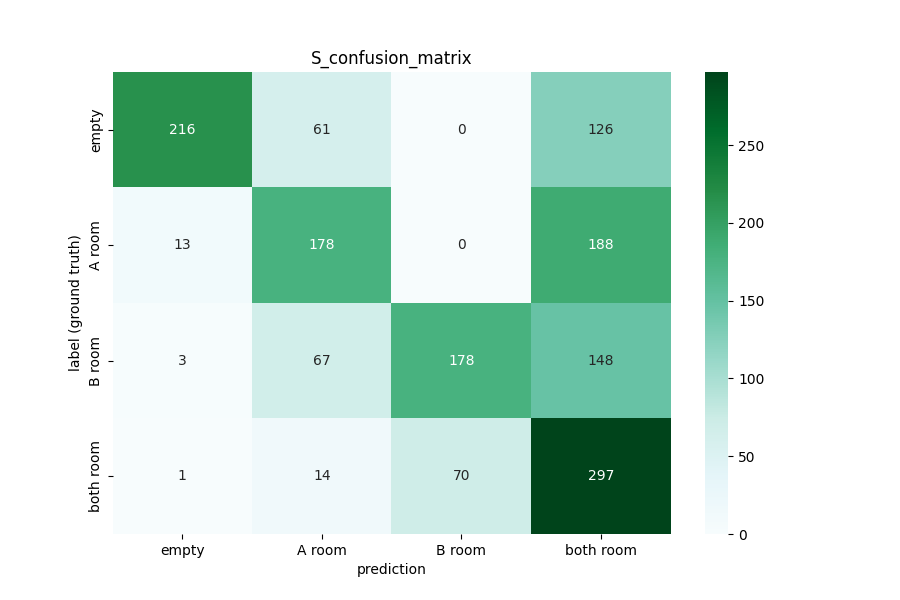 S_confusion_matrix
label (ground truth)
empty 216 61 0 126
A room 13 178 0 188
B room 3 67 178 148
both room 1 14 70 297
empty A room B room both room
prediction
250
200
150
100
50
0